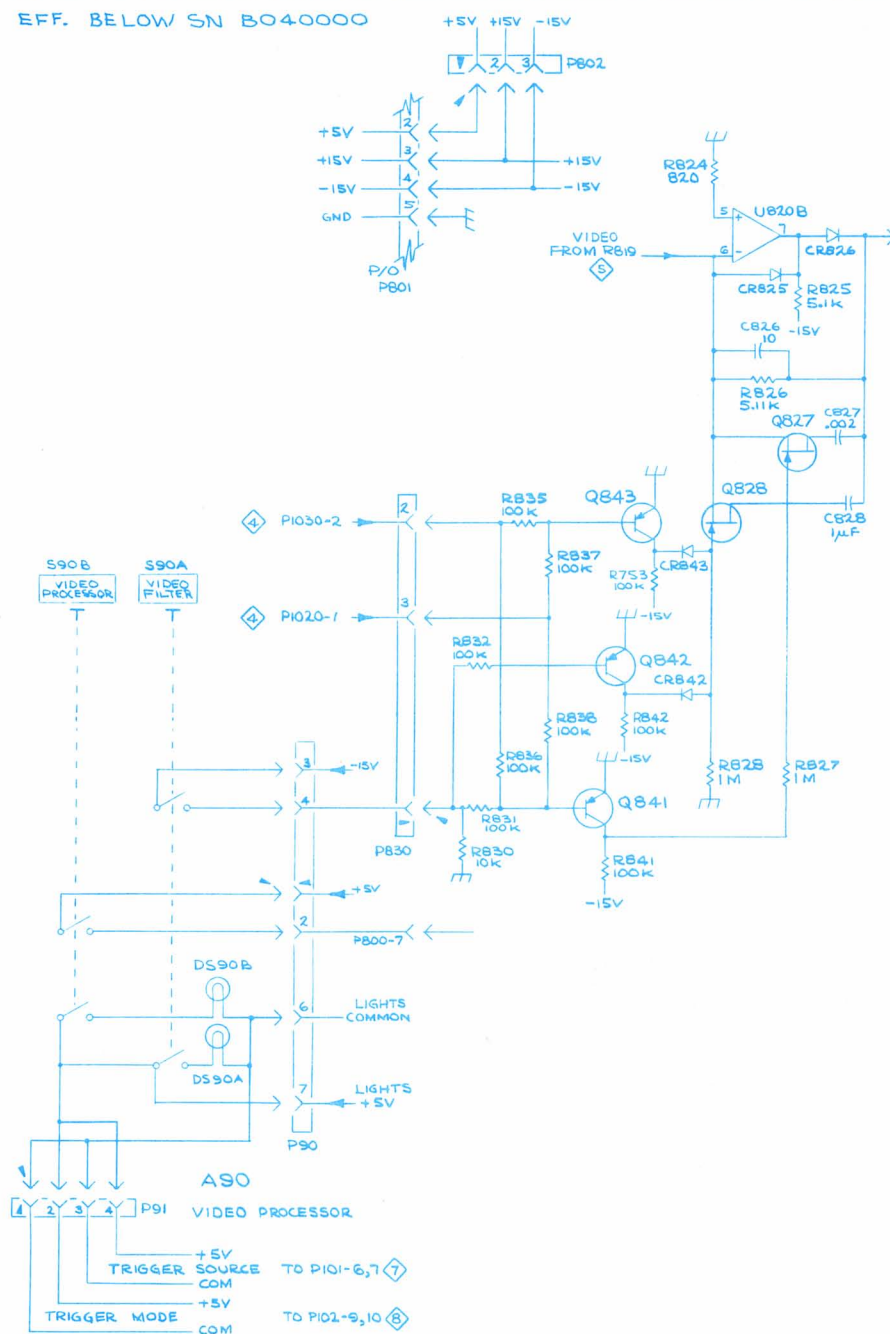 EFF. BELOW SN B040000
+5V +15V -15V
1 2 3 P802
+5V 2
+15V 3 +15V
-15V 4 -15V
GND 5
P/O
P801
R824
820
5 + U820B
7
6 -
CR826
VIDEO
FROM R819
5
CR825 R825
5.1K
-15V
C826
10
R826
5.11K
C827
.002
Q827
Q828
C828
1µF
4 P1030-2 2
R835
100K
Q843
R837
100K
CR843
R753
100K
-15V
S90B S90A
VIDEO
PROCESSOR
VIDEO
FILTER
4 P1020-1 3
R832
100K
Q842
CR842
R838
100K
R842
100K
-15V
R836
100K
R828
1M
R827
1M
3 -15V
4
P830
R831
100K
R830
10K
Q841
R841
100K
-15V
+5V
2 P800-7
DS90B
6 LIGHTS
COMMON
DS90A
7 LIGHTS
+5V
P90
A90
1 2 3 4 P91 VIDEO PROCESSOR
+5V
TRIGGER SOURCE TO P101-6,7 7
COM
+5V
TRIGGER MODE TO P102-9,10 8
COM